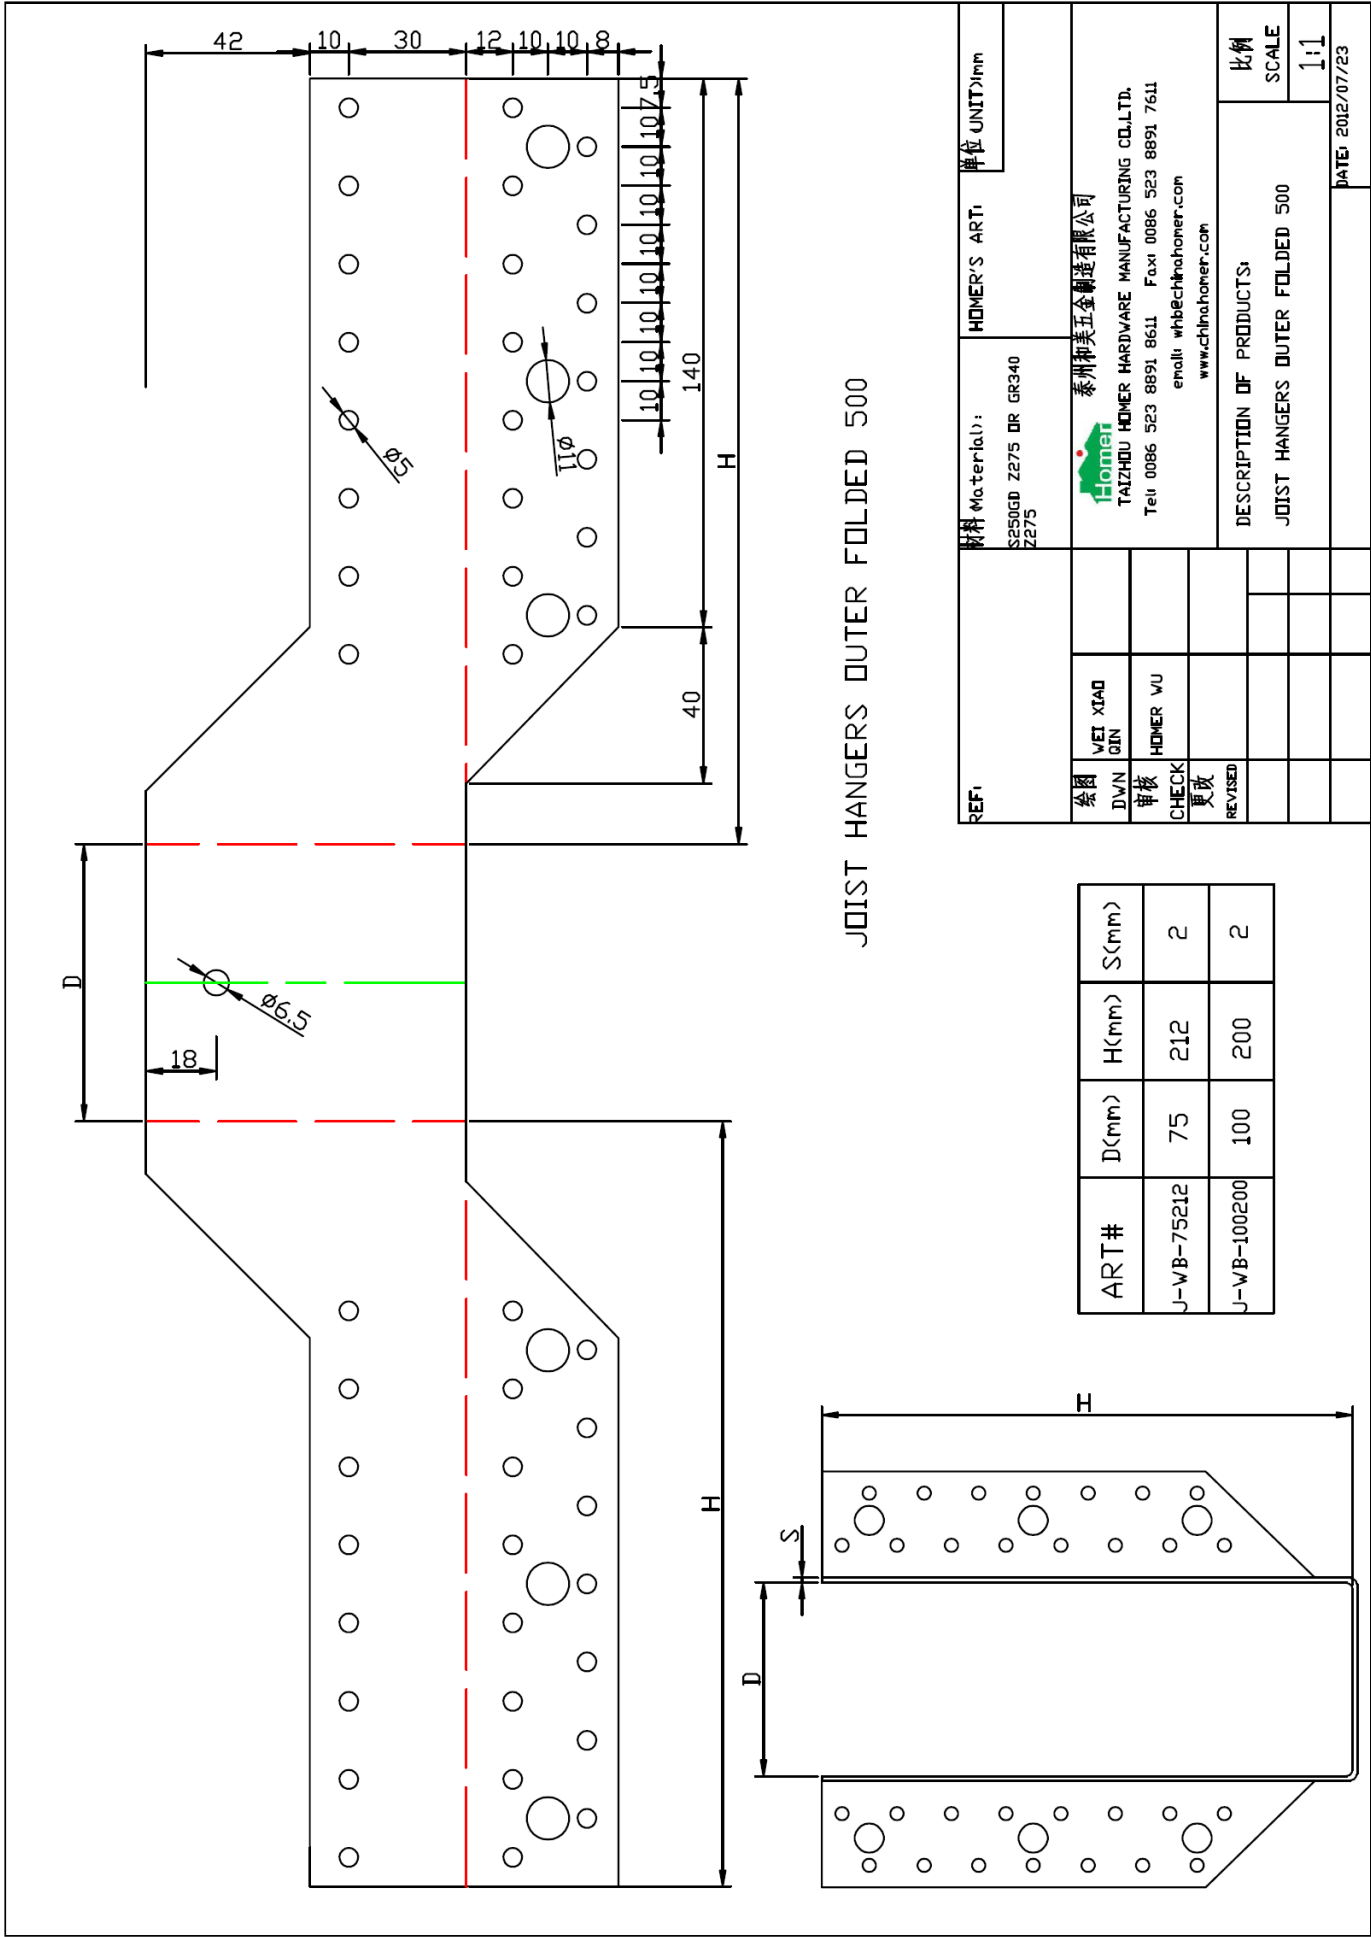 42
10
30
12
10
10
8
7.5
10
10
10
10
10
10
10
10
140
40
H
ø5
ø11
D
18
ø6.5
H
JOIST HANGERS OUTER FOLDED 500
H
S
D
ART# D(mm) H(mm) S(mm)
J-WB-75212 75 212 2
J-WB-100200 100 200 2
REF:
材料(Material):
S250GD Z275 OR GR340
Z275
HOMER'S ART:
单位(UNIT):mm
绘图
DWN
WEI XIAO
QIN
审核
CHECK
HOMER WU
更改
REVISED
Homer
泰州和美五金制造有限公司
TAIZHOU HOMER HARDWARE MANUFACTURING CO.,LTD.
Tel: 0086 523 8891 8611 Fax: 0086 523 8891 7611
email: whb@chinahomer.com
www.chinahomer.com
DESCRIPTION OF PRODUCTS:
JOIST HANGERS OUTER FOLDED 500
比例
SCALE
1:1
DATE: 2012/07/23